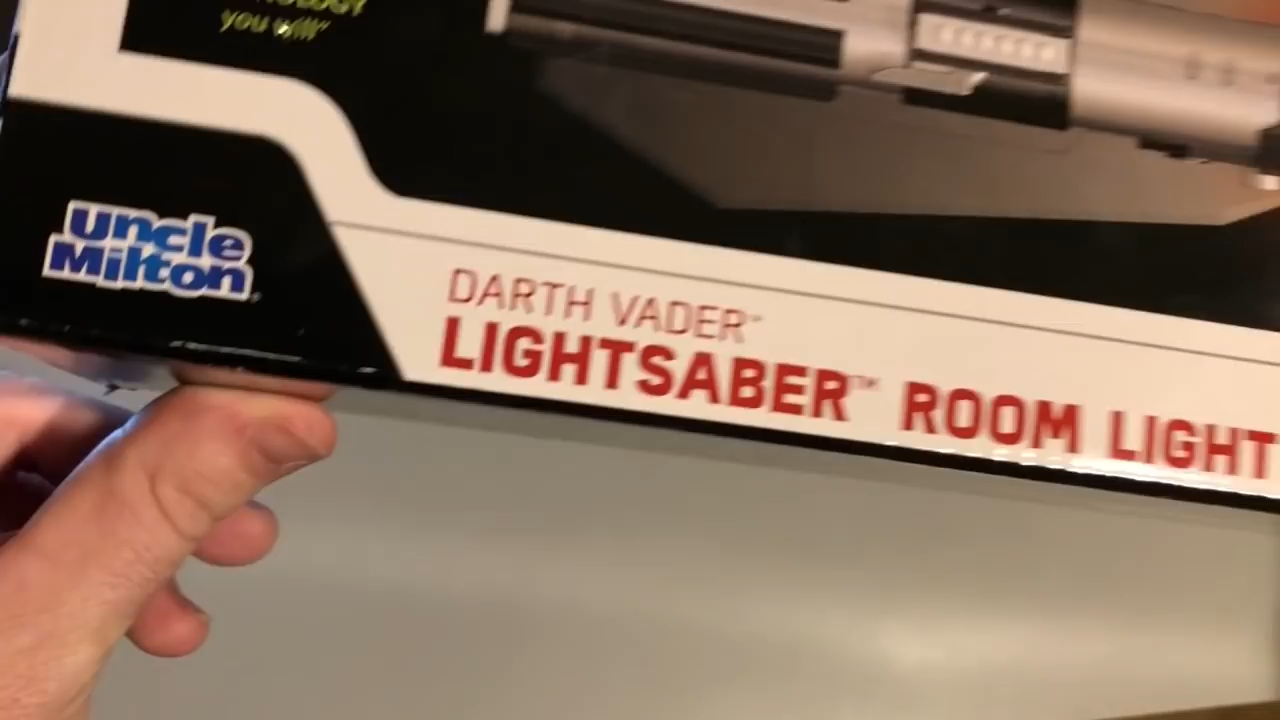 you will"
uncle
Milton
DARTH VADER™
LIGHTSABER™ ROOM LIGHT